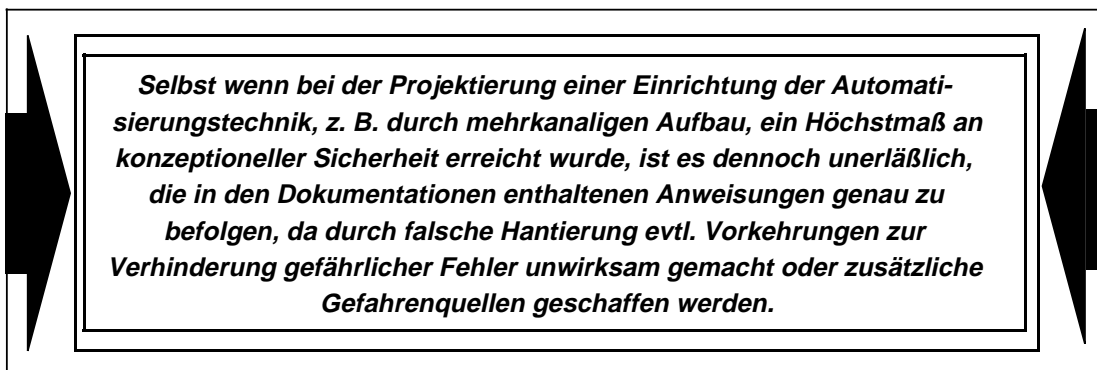 Selbst wenn bei der Projektierung einer Einrichtung der Automati-
sierungstechnik, z. B. durch mehrkanaligen Aufbau, ein Höchstmaß an
konzeptioneller Sicherheit erreicht wurde, ist es dennoch unerläßlich,
die in den Dokumentationen enthaltenen Anweisungen genau zu
befolgen, da durch falsche Hantierung evtl. Vorkehrungen zur
Verhinderung gefährlicher Fehler unwirksam gemacht oder zusätzliche
Gefahrenquellen geschaffen werden.